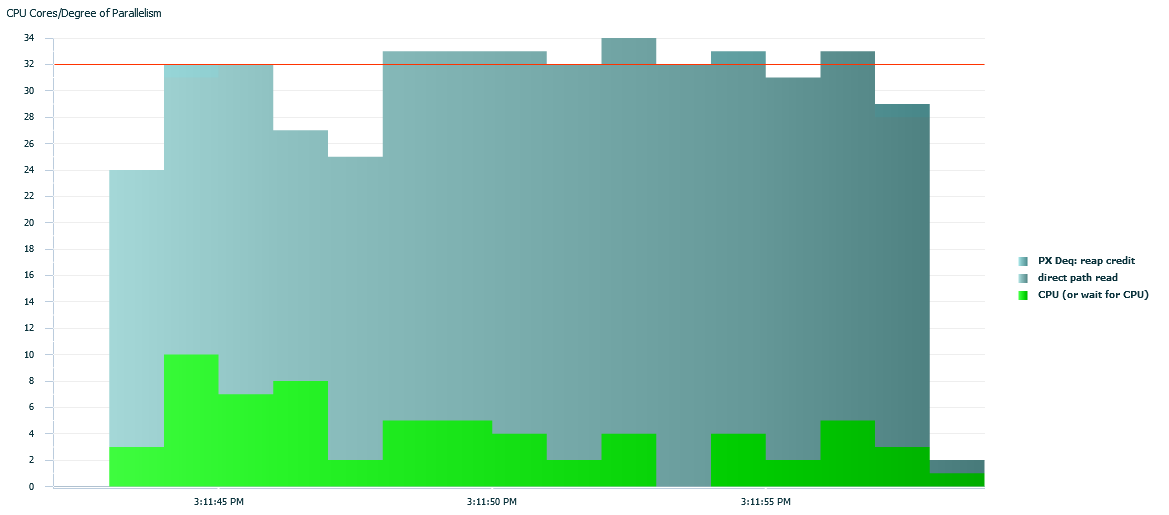 CPU Cores/Degree of Parallelism
34
32
30
28
26
24
22
20
18
16
14
12
10
8
6
4
2
0
3:11:45 PM
3:11:50 PM
3:11:55 PM
PX Deq: reap credit
direct path read
CPU (or wait for CPU)